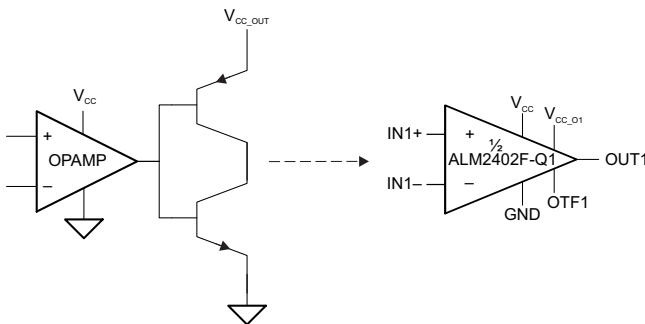 VCC_OUT
VCC
+
OPAMP
−
VCC
VCC_O1
IN1+
+
½
ALM2402F-Q1
OUT1
IN1−
−
GND
OTF1